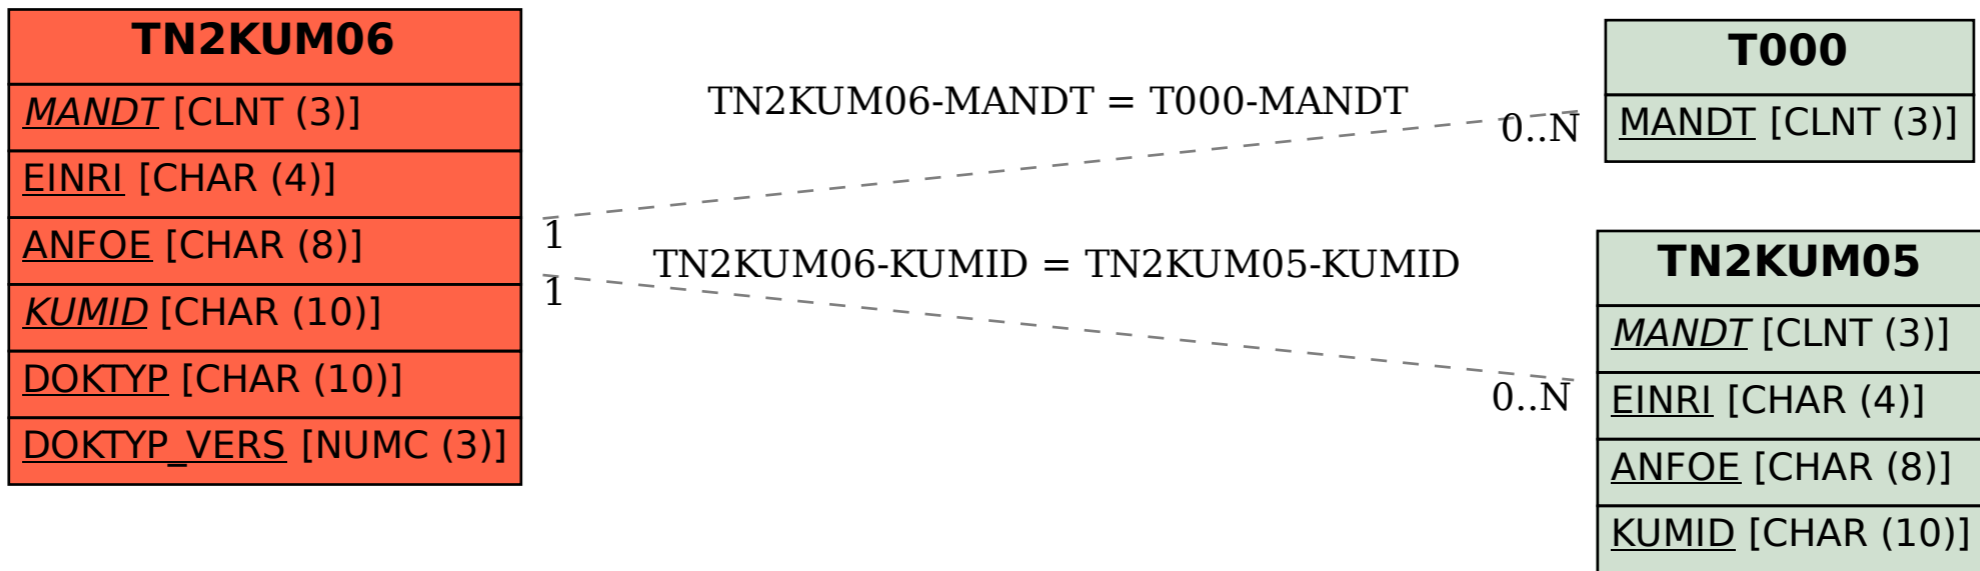 TN2KUM06
MANDT [CLNT (3)]
EINRI [CHAR (4)]
ANFOE [CHAR (8)]
KUMID [CHAR (10)]
DOKTYP [CHAR (10)]
DOKTYP_VERS [NUMC (3)]
TN2KUM06-MANDT = T000-MANDT
1
0..N
TN2KUM06-KUMID = TN2KUM05-KUMID
1
0..N
T000
MANDT [CLNT (3)]
TN2KUM05
MANDT [CLNT (3)]
EINRI [CHAR (4)]
ANFOE [CHAR (8)]
KUMID [CHAR (10)]